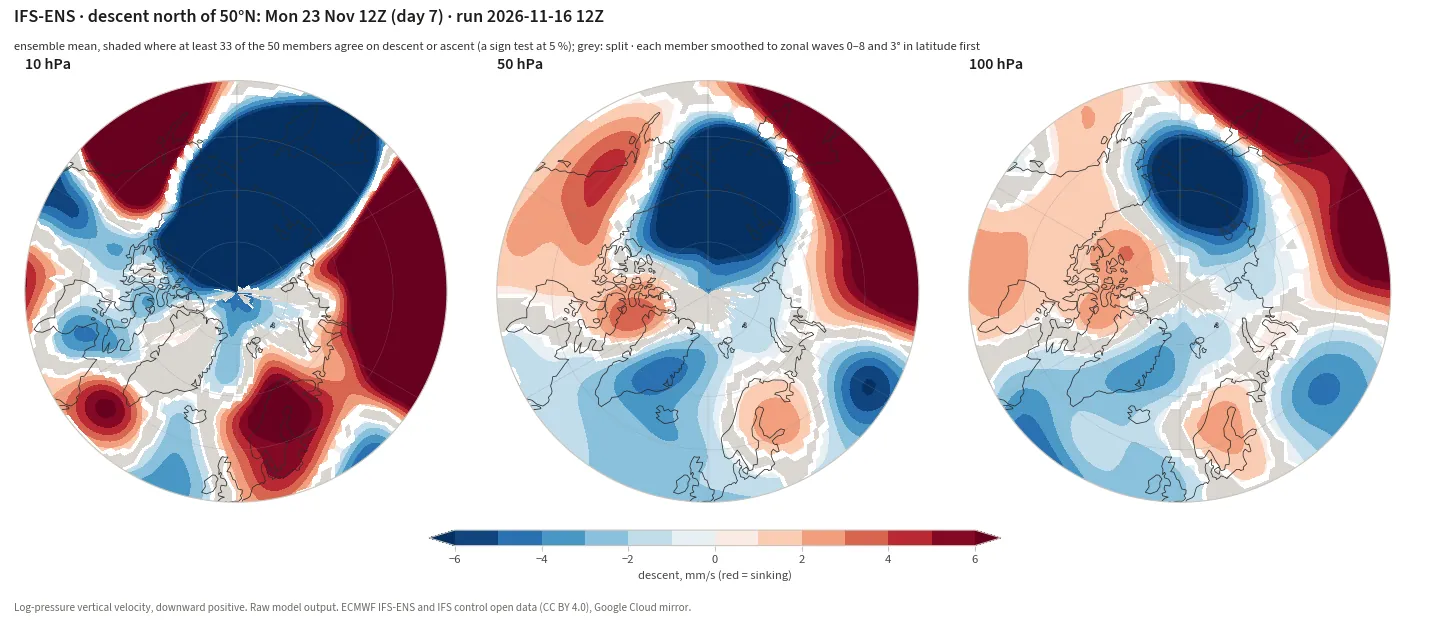 IFS-ENS · descent north of 50°N: Mon 23 Nov 12Z (day 7) · run 2026-11-16 12Z
ensemble mean, shaded where at least 33 of the 50 members agree on descent or ascent (a sign test at 5 %); grey: split · each member smoothed to zonal waves 0–8 and 3° in latitude first
10 hPa
50 hPa
100 hPa
−6 −4 −2 0 2 4 6
descent, mm/s (red = sinking)
Log-pressure vertical velocity, downward positive. Raw model output. ECMWF IFS-ENS and IFS control open data (CC BY 4.0), Google Cloud mirror.